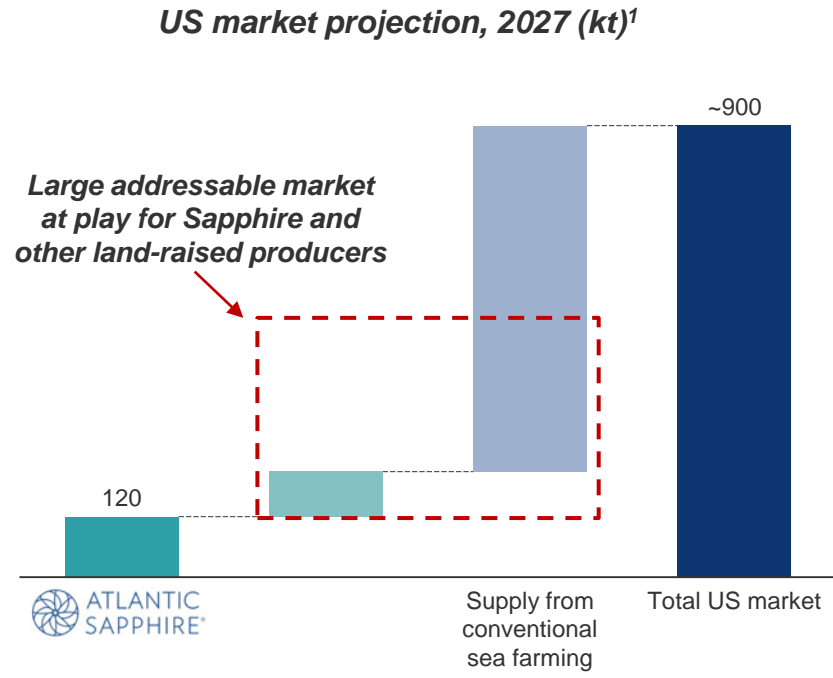 US market projection, 2027 (kt)¹
~900
Large addressable market
at play for Sapphire and
other land-raised producers
120
ATLANTIC
SAPPHIRE®
Supply from
conventional
sea farming
Total US market